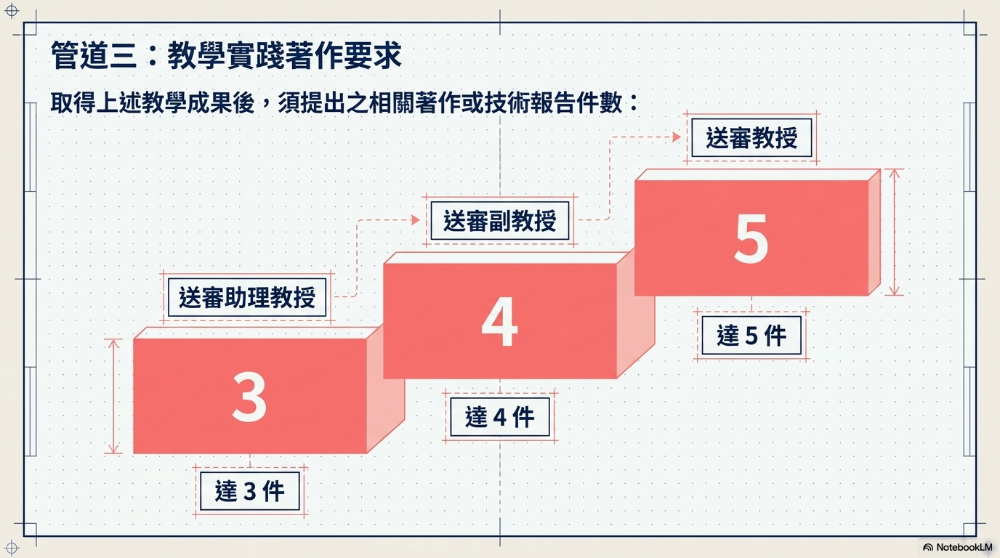 管道三：教學實踐著作要求
取得上述教學成果後，須提出之相關著作或技術報告件數：
送審助理教授
3
達 3 件
送審副教授
4
達 4 件
送審教授
5
達 5 件
NotebookLM